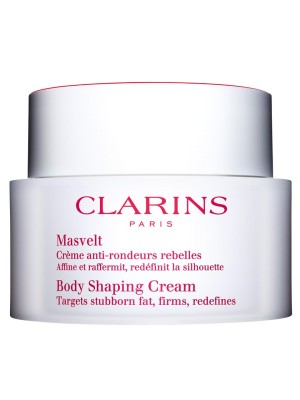 CLARINS
PARIS
Masvelt
Crème anti-rondeurs rebelles
Affine et raffermit, redéfinit la silhouette
Body Shaping Cream
Targets stubborn fat, firms, redefines